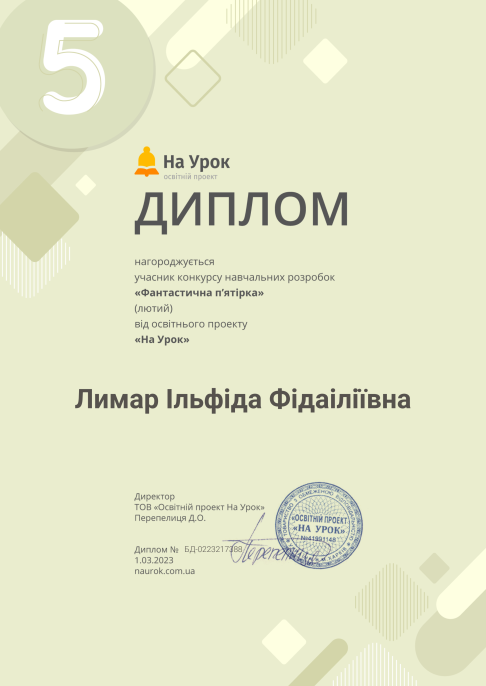 5
На Урок
освітній проект
ДИПЛОМ
нагороджується
учасник конкурсу навчальних розробок
«Фантастична п’ятірка»
(лютий)
від освітнього проекту
«На Урок»
Лимар Ільфіда Фідаіліївна
Директор
ТОВ «Освітній проект На Урок»
Перепелиця Д.О.
«ОСВІТНІЙ ПРОЕКТ
«НА УРОК»
№41991148
Диплом № БД-0223217388
1.03.2023
naurok.com.ua